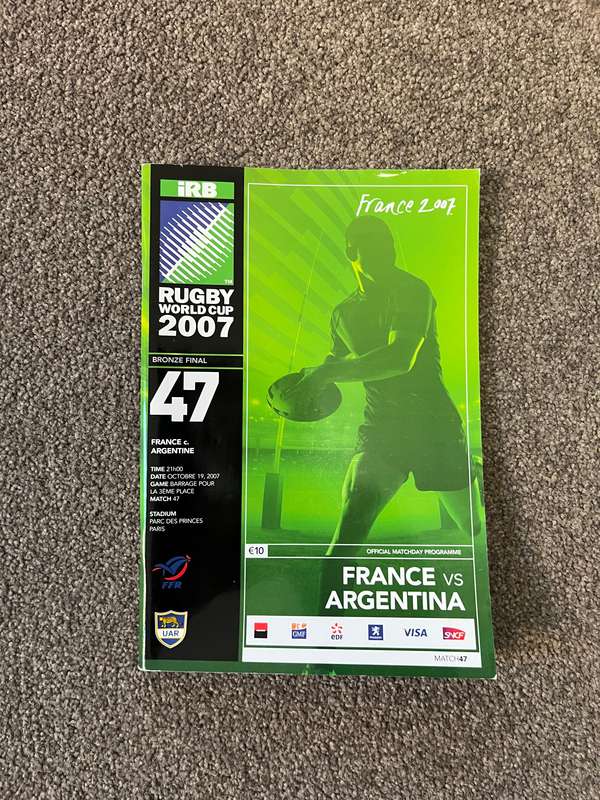 iRB
TM
RUGBY
WORLD CUP
2007
BRONZE FINAL
47
FRANCE c.
ARGENTINE
TIME 21h00
DATE OCTOBRE 19, 2007
GAME BARRAGE POUR
LA 3ÈME PLACE
MATCH 47
STADIUM
PARC DES PRINCES
PARIS
FFR
UAR
France 2007
€10
OFFICIAL MATCHDAY PROGRAMME
FRANCE VS
ARGENTINA
GMF
eDF
VISA
SNCF
MATCH47